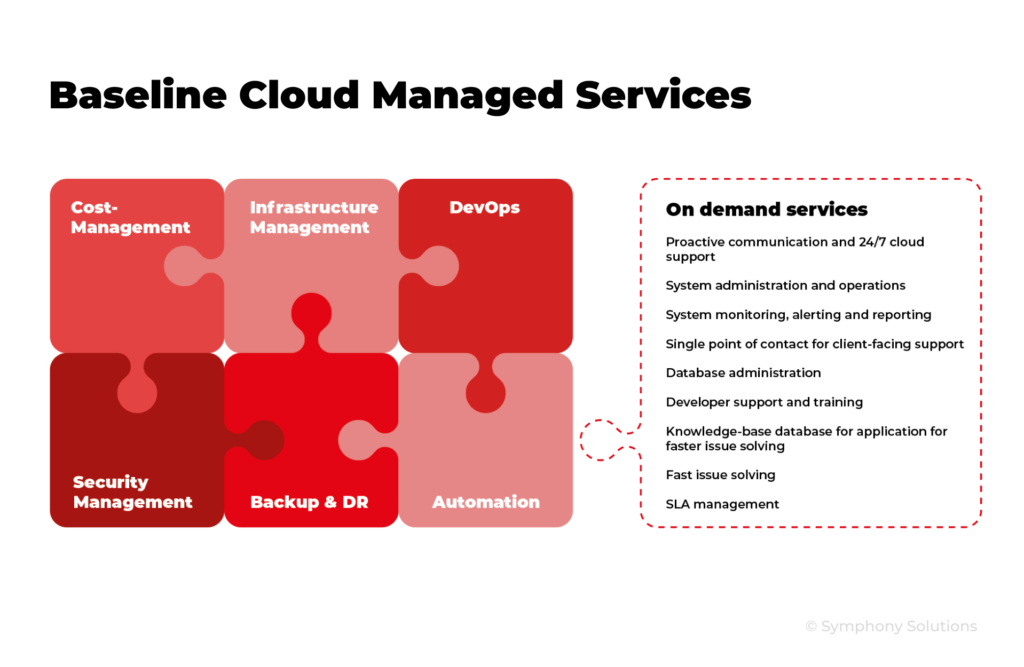 Baseline Cloud Managed Services
Cost-
Management
Infrastructure
Management
DevOps
Security
Management
Backup & DR
Automation
On demand services
Proactive communication and 24/7 cloud
support
System administration and operations
System monitoring, alerting and reporting
Single point of contact for client-facing support
Database administration
Developer support and training
Knowledge-base database for application for
faster issue solving
Fast issue solving
SLA management
© Symphony Solutions